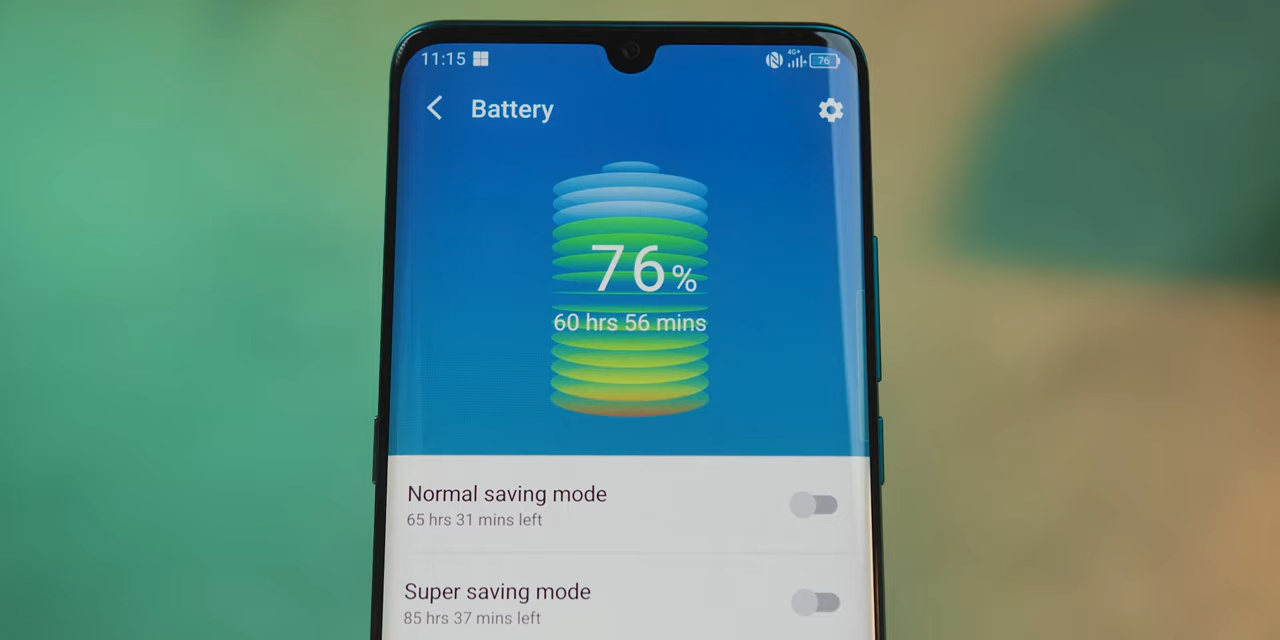 11:15 4G+ 76
Battery
76%
60 hrs 56 mins
Normal saving mode
65 hrs 31 mins left
Super saving mode
85 hrs 37 mins left